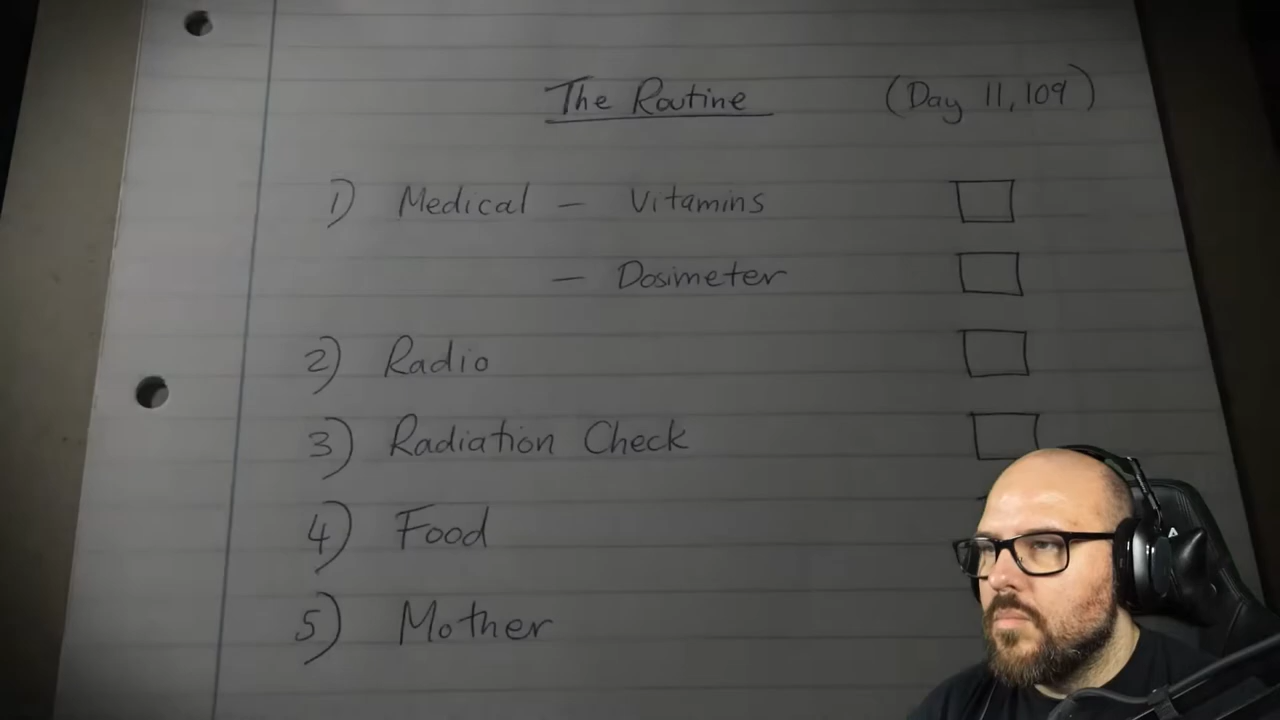 The Routine (Day 11,109)
1) Medical – Vitamins
– Dosimeter
2) Radio
3) Radiation Check
4) Food
5) Mother